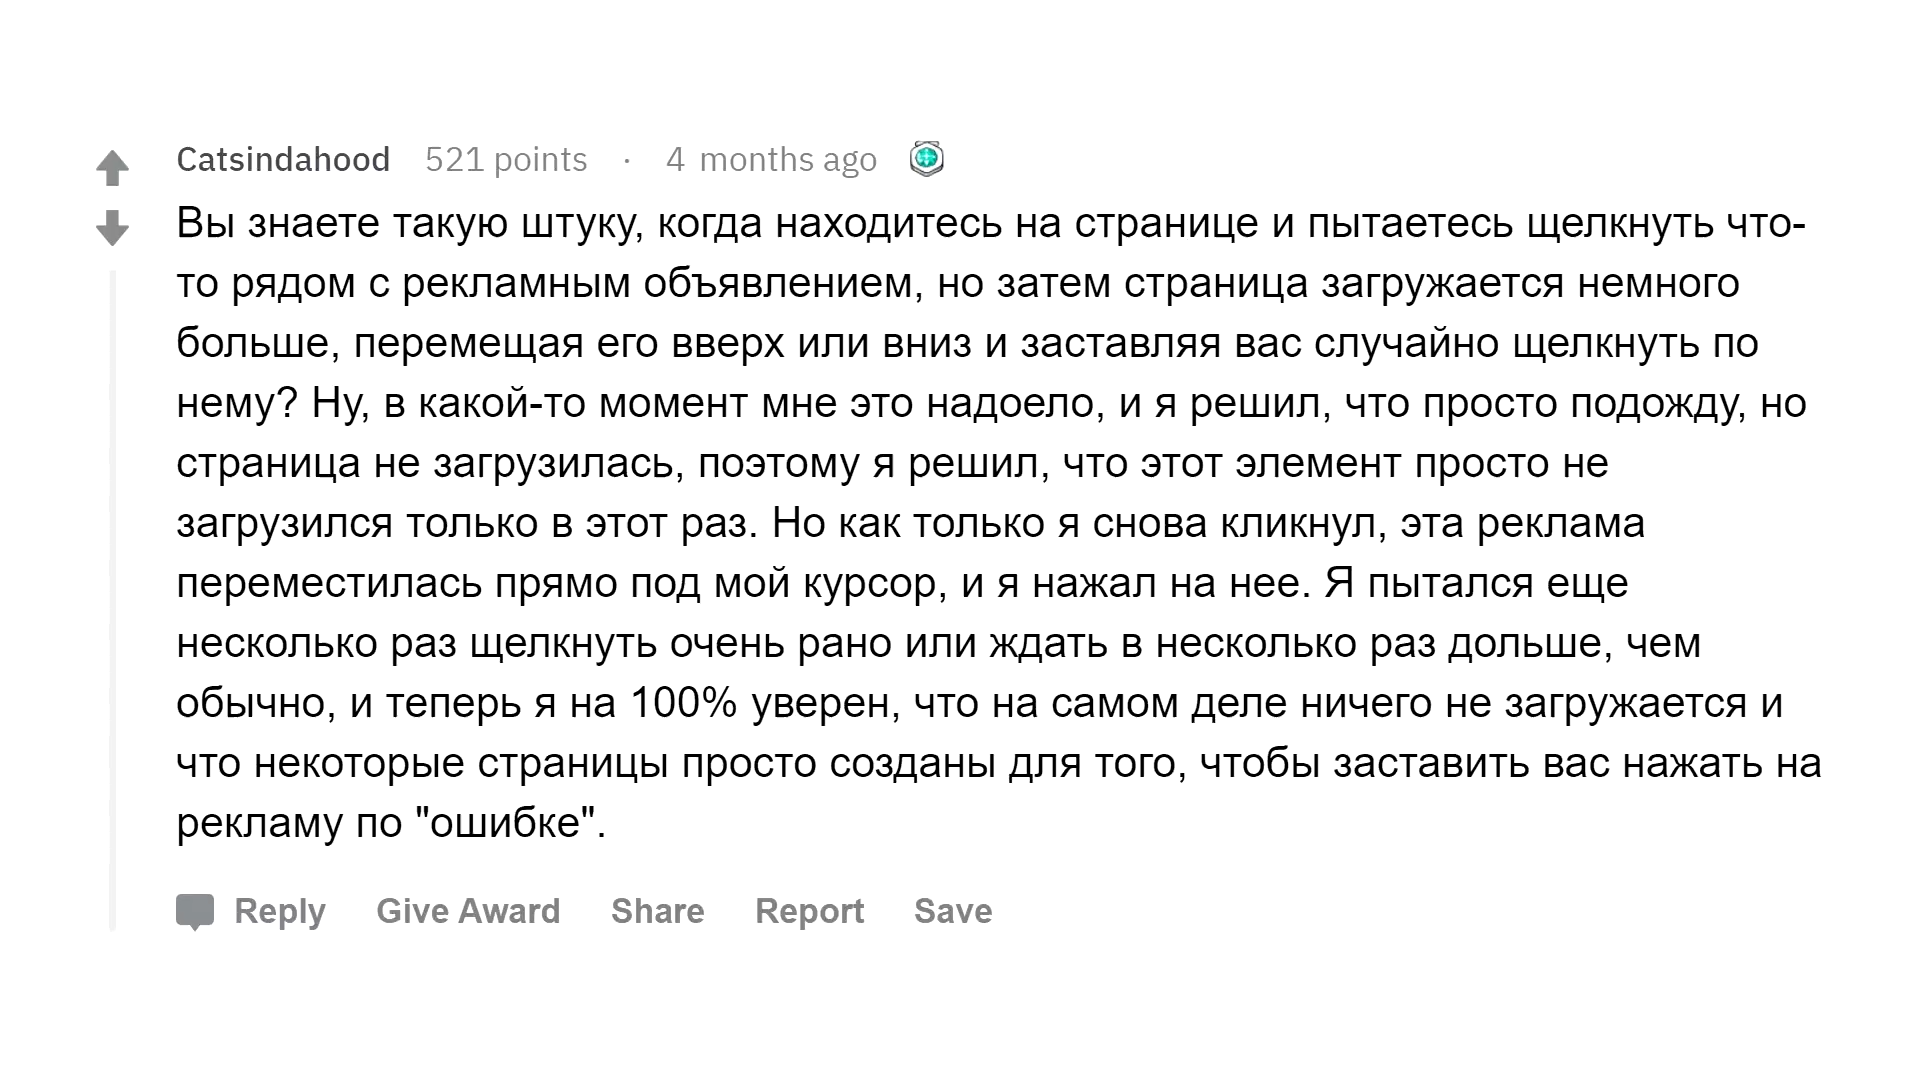 Catsindahood 521 points · 4 months ago
Вы знаете такую штуку, когда находитесь на странице и пытаетесь щелкнуть что-
то рядом с рекламным объявлением, но затем страница загружается немного
больше, перемещая его вверх или вниз и заставляя вас случайно щелкнуть по
нему? Ну, в какой-то момент мне это надоело, и я решил, что просто подожду, но
страница не загрузилась, поэтому я решил, что этот элемент просто не
загрузился только в этот раз. Но как только я снова кликнул, эта реклама
переместилась прямо под мой курсор, и я нажал на нее. Я пытался еще
несколько раз щелкнуть очень рано или ждать в несколько раз дольше, чем
обычно, и теперь я на 100% уверен, что на самом деле ничего не загружается и
что некоторые страницы просто созданы для того, чтобы заставить вас нажать на
рекламу по "ошибке".
Reply Give Award Share Report Save